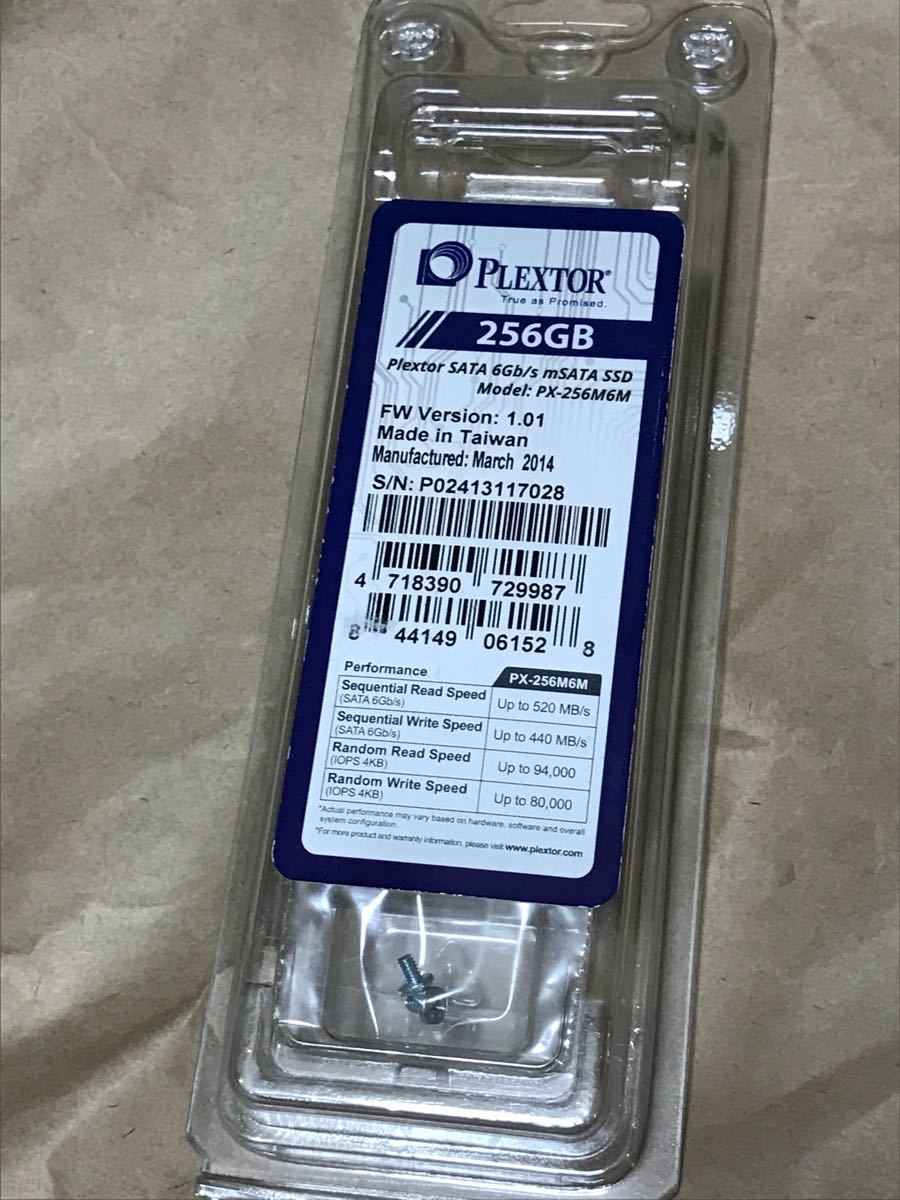 PLEXTOR®
True as Promised.
256GB
Plextor SATA 6Gb/s mSATA SSD
Model: PX-256M6M
FW Version: 1.01
Made in Taiwan
Manufactured: March 2014
S/N: P02413117028
4 718390 729987
8 44149 06152 8
Performance PX-256M6M
Sequential Read Speed
(SATA 6Gb/s) Up to 520 MB/s
Sequential Write Speed
(SATA 6Gb/s) Up to 440 MB/s
Random Read Speed
(IOPS 4KB) Up to 94,000
Random Write Speed
(IOPS 4KB) Up to 80,000
*Actual performance may vary based on hardware, software and overall
system configuration.
*For more product and warranty information, please visit www.plextor.com